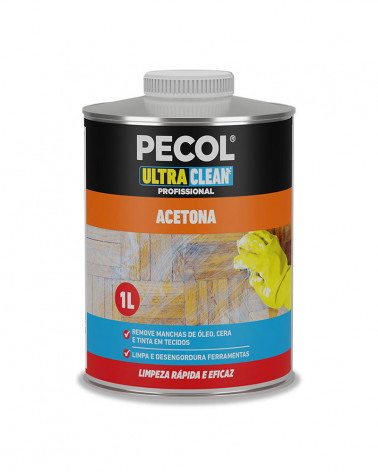 PECOL®
ULTRA CLEAN
PROFISSIONAL
ACETONA
1L
REMOVE MANCHAS DE ÓLEO, CERA
E TINTA EM TECIDOS
LIMPA E DESENGORDURA FERRAMENTAS
LIMPEZA RÁPIDA E EFICAZ